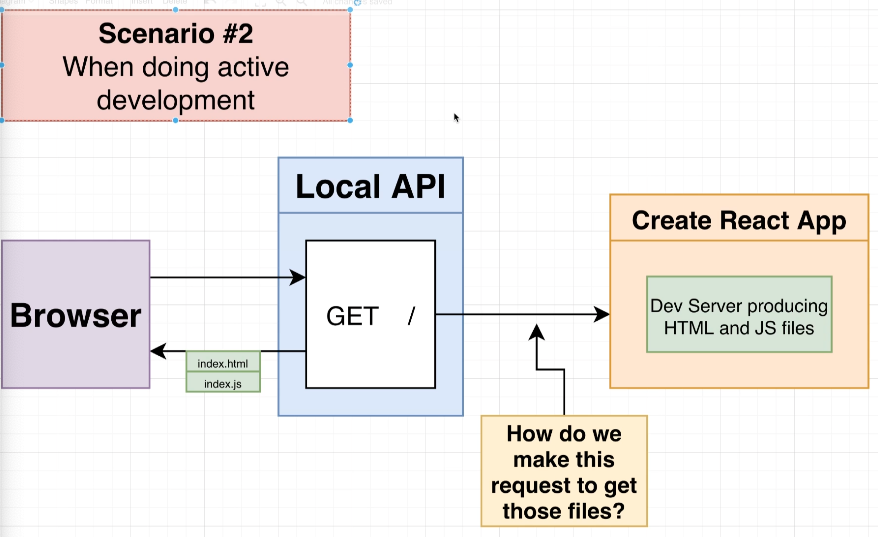 Scenario #2
When doing active
development
Local API
Create React App
Browser
GET /
Dev Server producing
HTML and JS files
index.html
index.js
How do we
make this
request to get
those files?